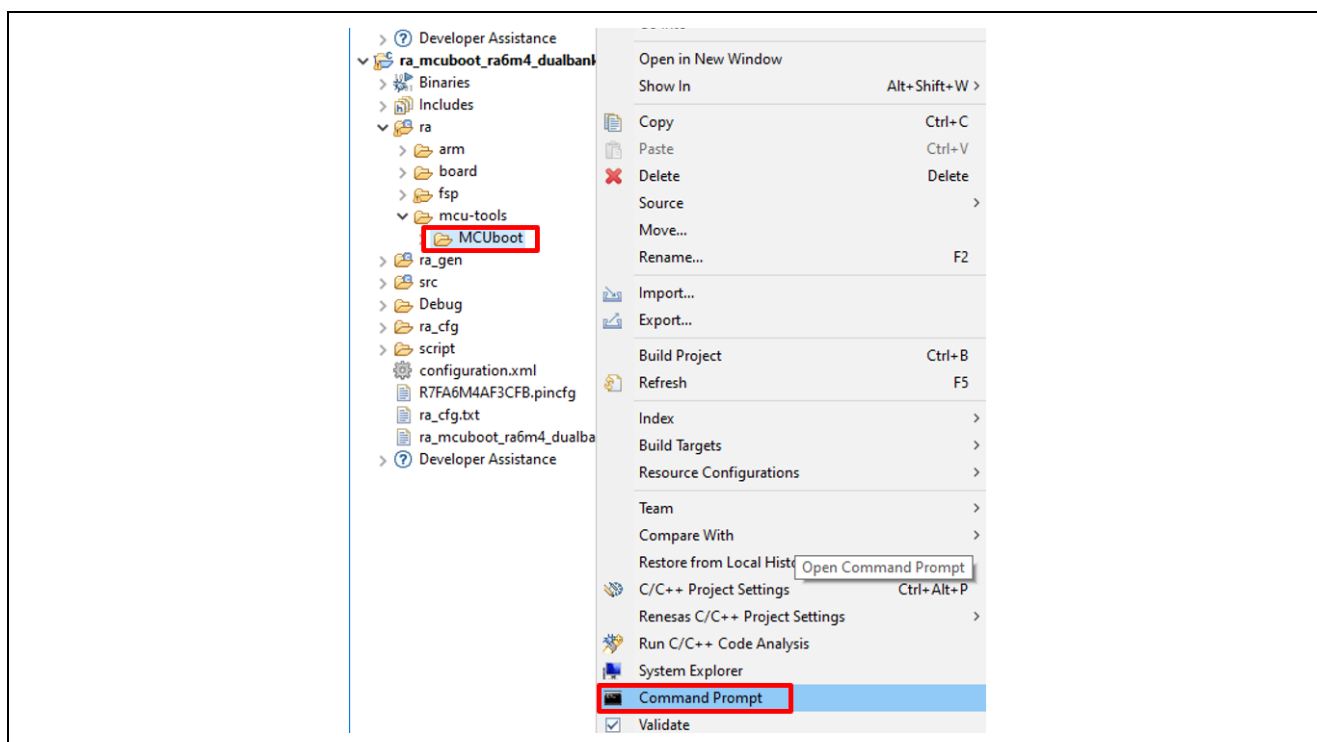 Developer Assistance
ra_mcuboot_ra6m4_dualbank
Binaries
Includes
ra
arm
board
fsp
mcu-tools
MCUboot
ra_gen
src
Debug
ra_cfg
script
configuration.xml
R7FA6M4AF3CFB.pincfg
ra_cfg.txt
ra_mcuboot_ra6m4_dualba
Developer Assistance
Open in New Window
Show In Alt+Shift+W >
Copy Ctrl+C
Paste Ctrl+V
Delete Delete
Source >
Move...
Rename... F2
Import...
Export...
Build Project Ctrl+B
Refresh F5
Index >
Build Targets >
Resource Configurations >
Team >
Compare With >
Restore from Local Histo
Open Command Prompt
C/C++ Project Settings Ctrl+Alt+P
Renesas C/C++ Project Settings >
Run C/C++ Code Analysis
System Explorer
Command Prompt
Validate